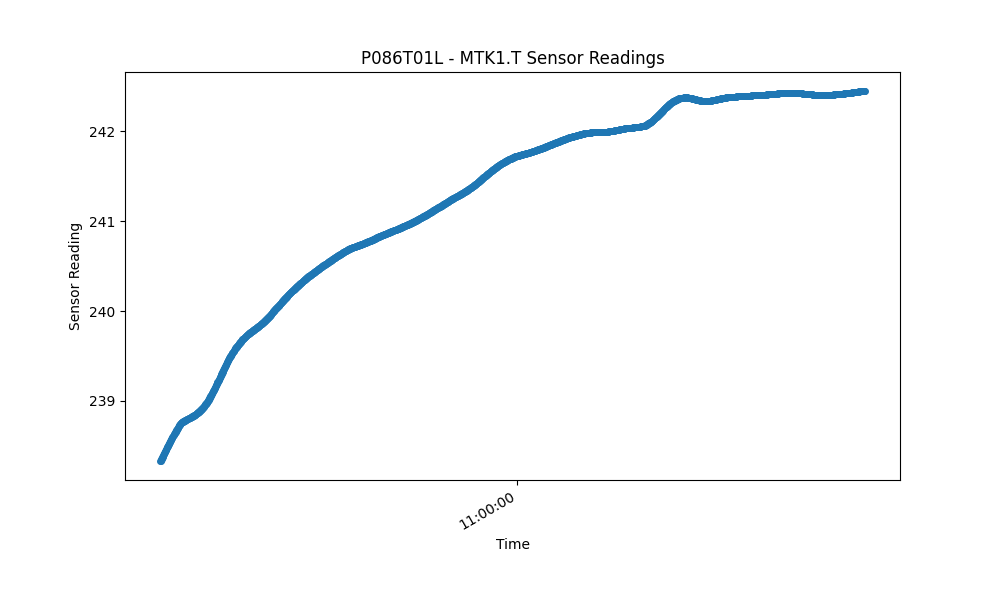 P086T01L - MTK1.T Sensor Readings
242
241
240
239
Sensor Reading
11:00:00
Time